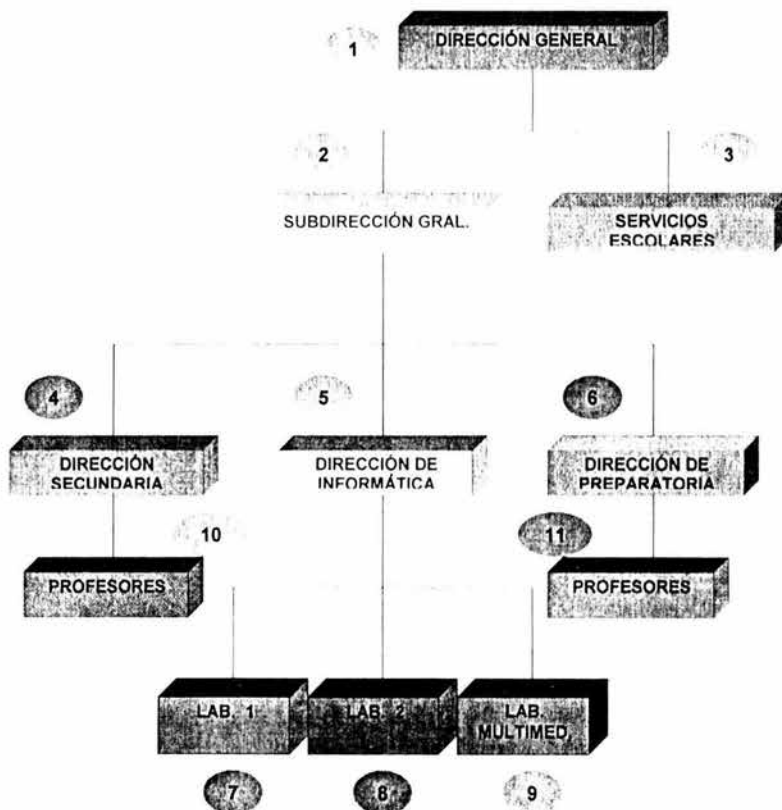 1
DIRECCIÓN GENERAL
2
3
SUBDIRECCIÓN GRAL.
SERVICIOS
ESCOLARES
4
5
6
DIRECCIÓN
SECUNDARIA
DIRECCIÓN DE
INFORMÁTICA
DIRECCIÓN DE
PREPARATORIA
10
11
PROFESORES
PROFESORES
LAB. 1
LAB. 2
LAB.
MULTIMED.
7
8
9